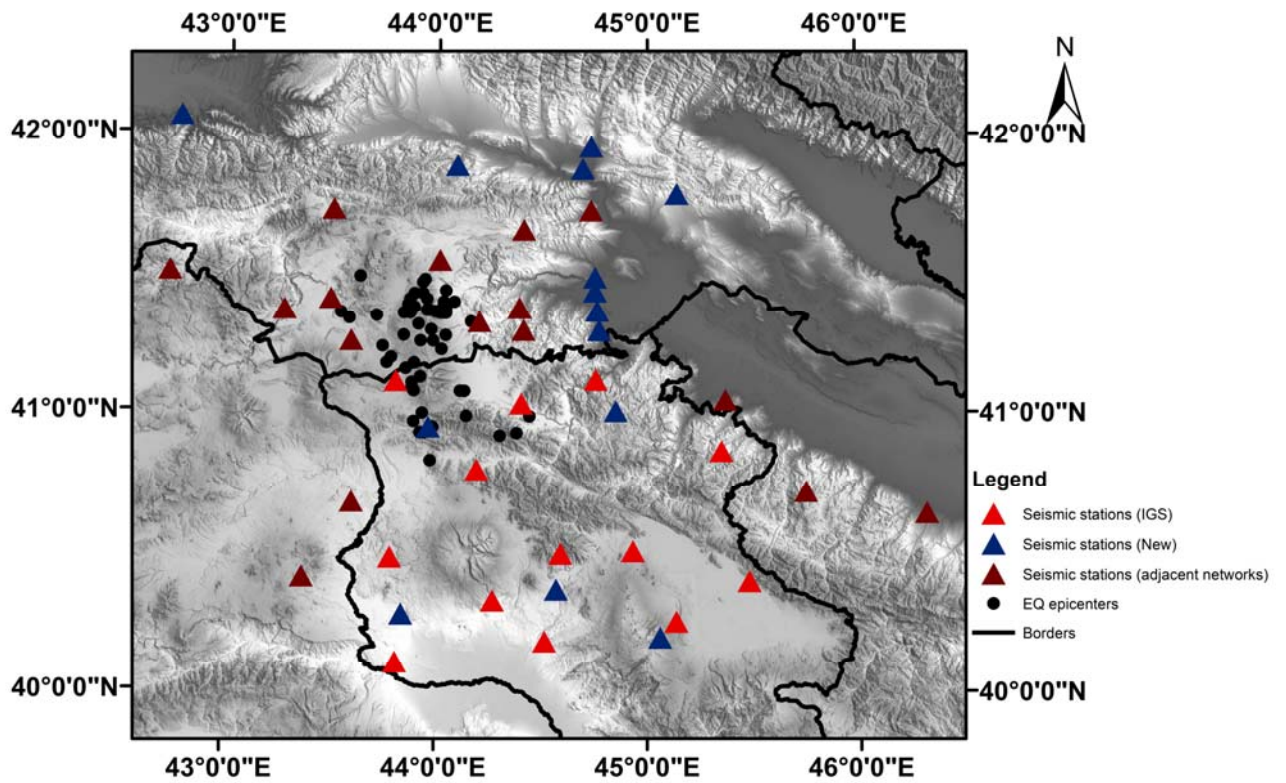 43°0'0"E 44°0'0"E 45°0'0"E 46°0'0"E
N
42°0'0"N 42°0'0"N
41°0'0"N 41°0'0"N
Legend
Seismic stations (IGS)
Seismic stations (New)
Seismic stations (adjacent networks)
EQ epicenters
Borders
40°0'0"N 40°0'0"N
43°0'0"E 44°0'0"E 45°0'0"E 46°0'0"E